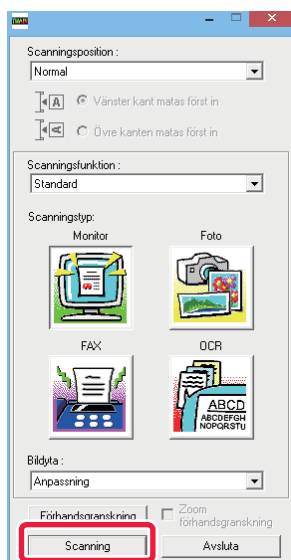 Scanningsposition :
Normal
A Vänster kant matas först in
A Övre kanten matas först in
Scanningsfunktion :
Standard
Scanningstyp:
Monitor Foto
FAX OCR
ABCD
ABCDEFGH
NOPQRSTU
Bildyta :
Anpassning
Förhandsgranskning Zoom
förhandsgranskning
Scanning Avsluta